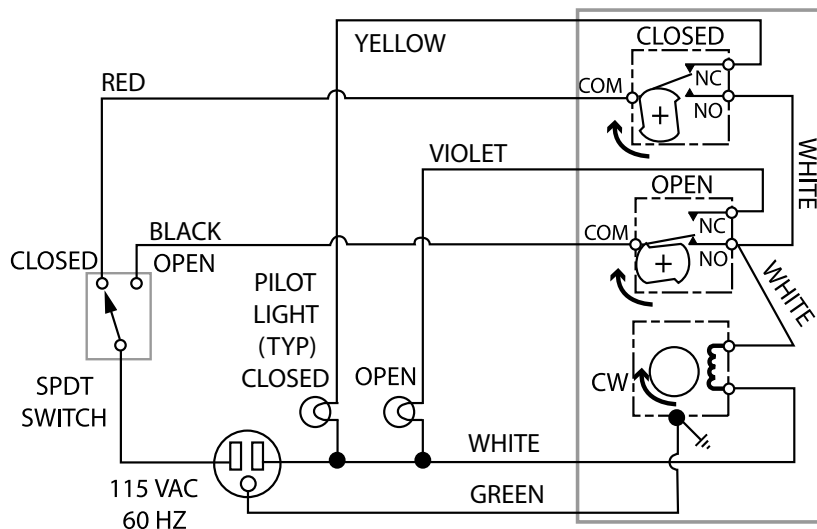 YELLOW
CLOSED
RED
COM
NC
NO
VIOLET
WHITE
OPEN
BLACK
COM
NC
CLOSED
OPEN
NO
PILOT
LIGHT
(TYP)
CLOSED
OPEN
WHITE
CW
SPDT
SWITCH
WHITE
115 VAC
60 HZ
GREEN